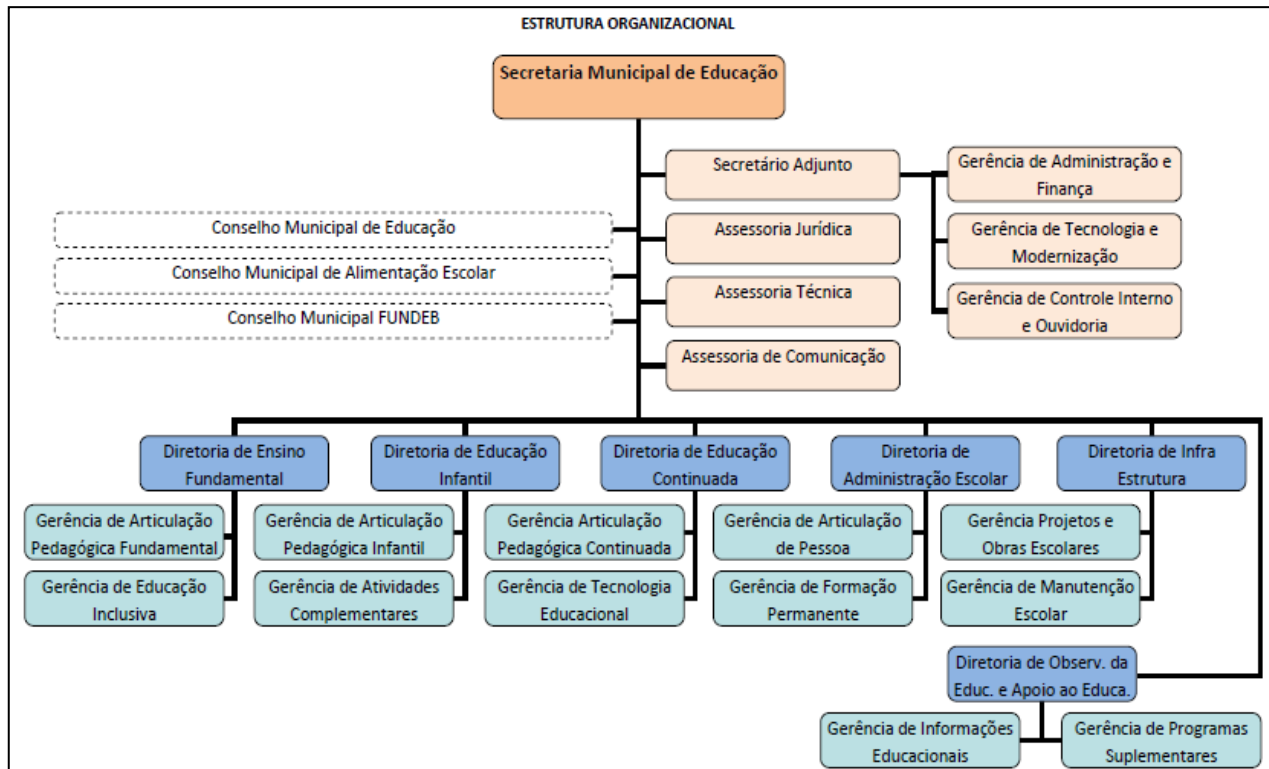 ESTRUTURA ORGANIZACIONAL
Secretaria Municipal de Educação
Secretário Adjunto
Gerência de Administração e
Finança
Conselho Municipal de Educação
Assessoria Jurídica
Gerência de Tecnologia e
Modernização
Conselho Municipal de Alimentação Escolar
Assessoria Técnica
Gerência de Controle Interno
e Ouvidoria
Conselho Municipal FUNDEB
Assessoria de Comunicação
Diretoria de Ensino
Fundamental
Diretoria de Educação
Infantil
Diretoria de Educação
Continuada
Diretoria de
Administração Escolar
Diretoria de Infra
Estrutura
Gerência de Articulação
Pedagógica Fundamental
Gerência de Articulação
Pedagógica Infantil
Gerência Articulação
Pedagógica Continuada
Gerência de Articulação
de Pessoa
Gerência Projetos e
Obras Escolares
Gerência de Educação
Inclusiva
Gerência de Atividades
Complementares
Gerência de Tecnologia
Educacional
Gerência de Formação
Permanente
Gerência de Manutenção
Escolar
Diretoria de Observ. da
Educ. e Apoio ao Educa.
Gerência de Informações
Educacionais
Gerência de Programas
Suplementares